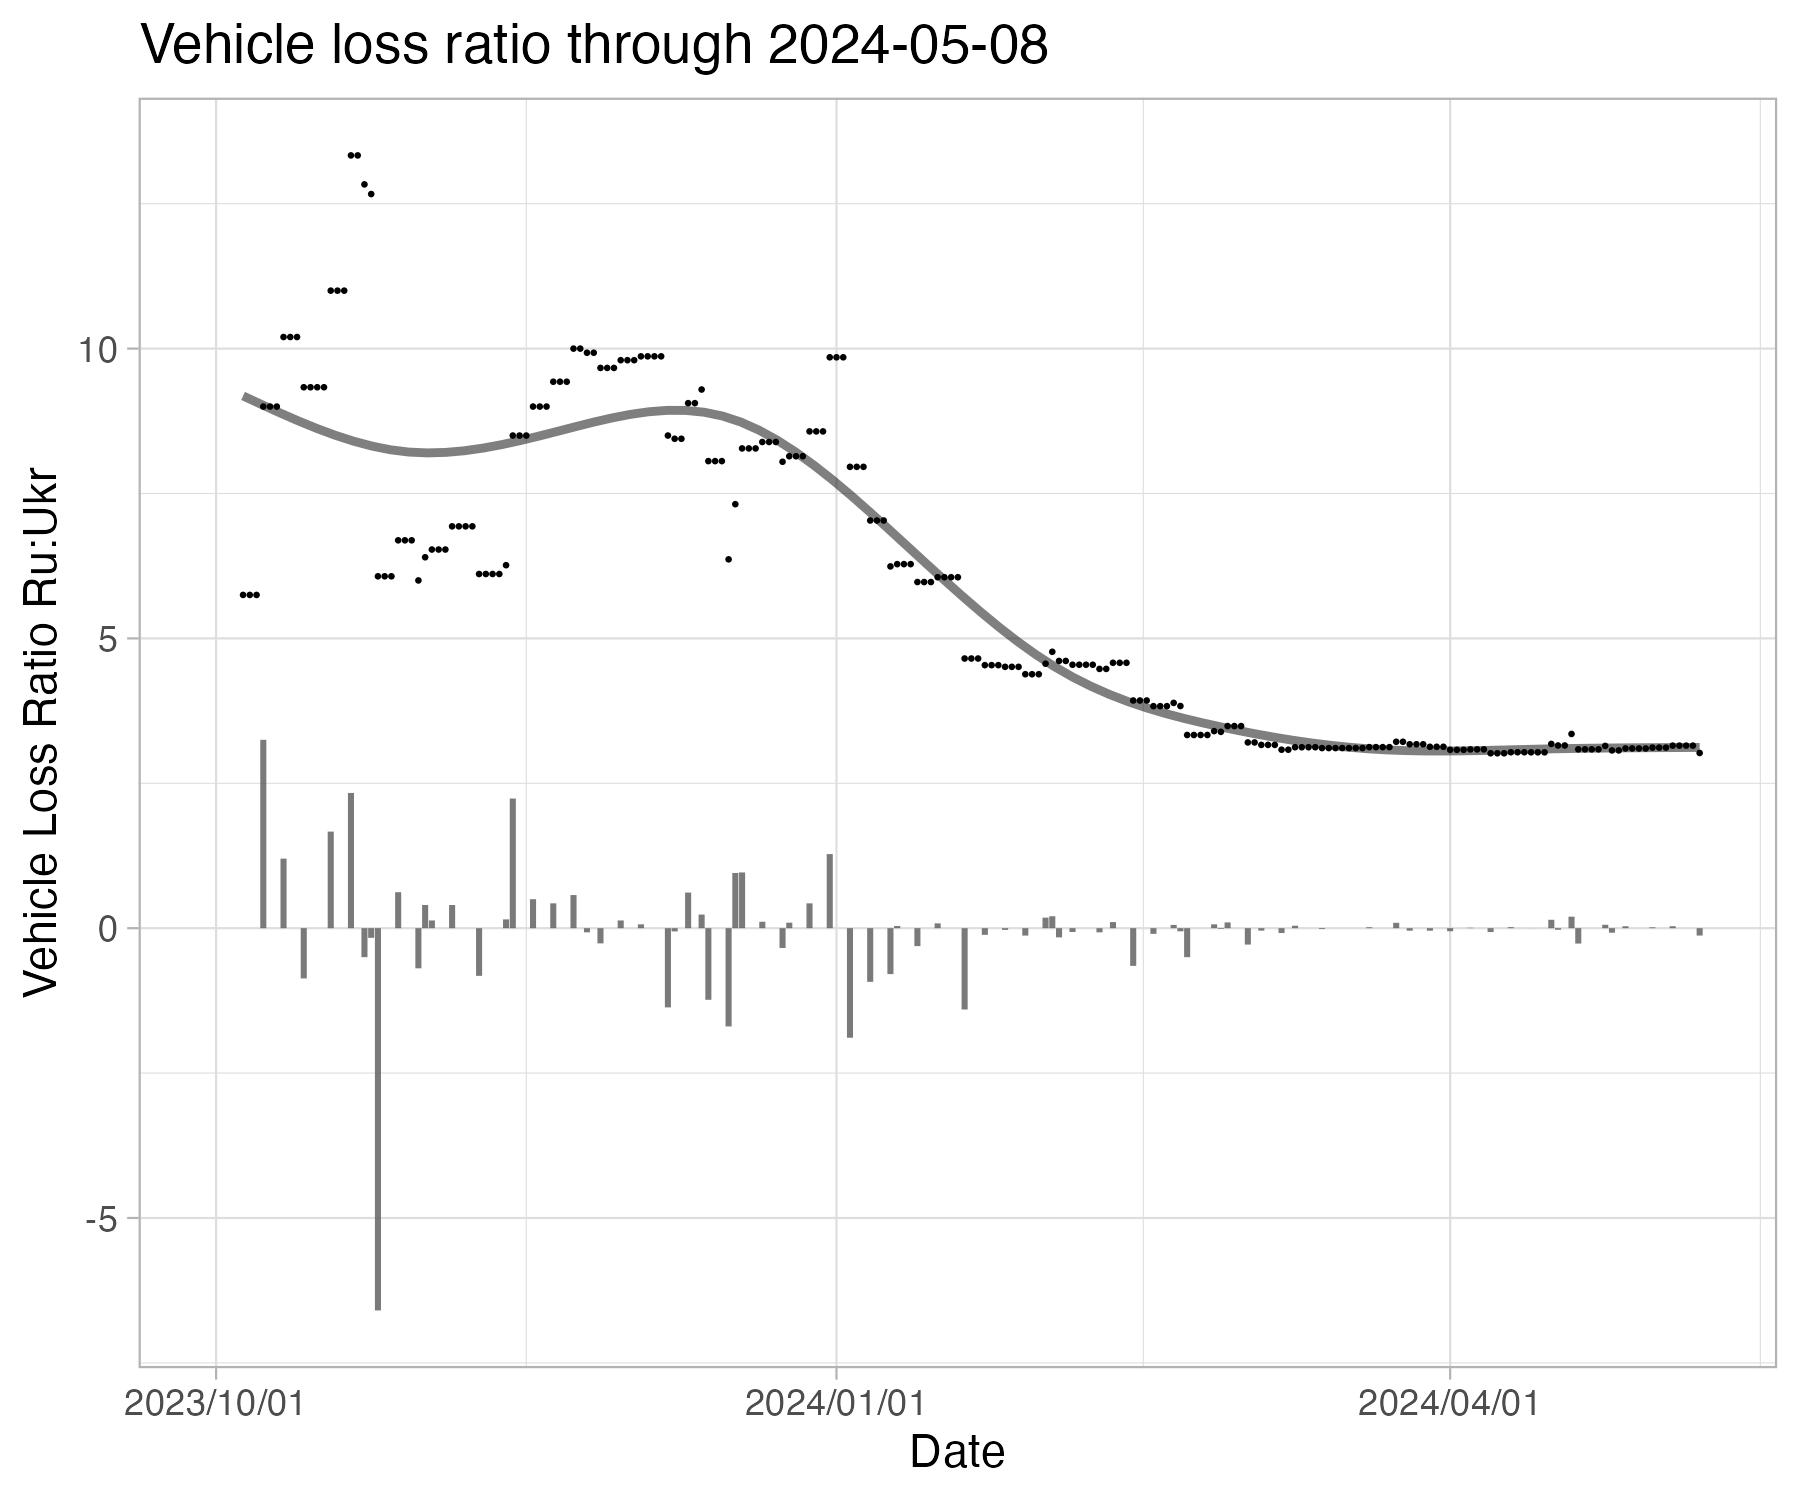 Vehicle loss ratio through 2024-05-08
Vehicle Loss Ratio Ru:Ukr
10
5
0
-5
2023/10/01
2024/01/01
2024/04/01
Date